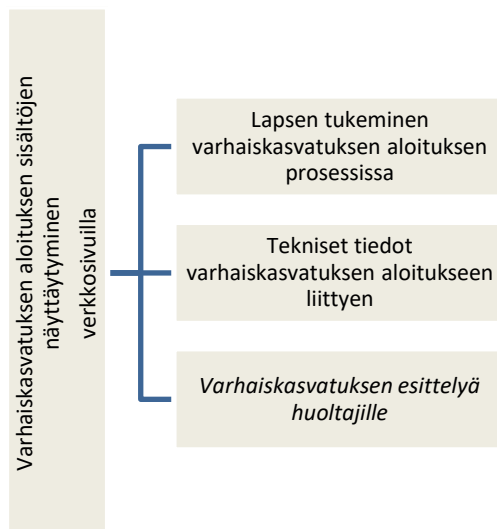 Varhaiskasvatuksen aloituksen sisältöjen
näyttäytyminen
verkkosivuilla
Lapsen tukeminen
varhaiskasvatuksen aloituksen
prosessissa
Tekniset tiedot
varhaiskasvatuksen aloitukseen
liittyen
Varhaiskasvatuksen esittelyä
huoltajille